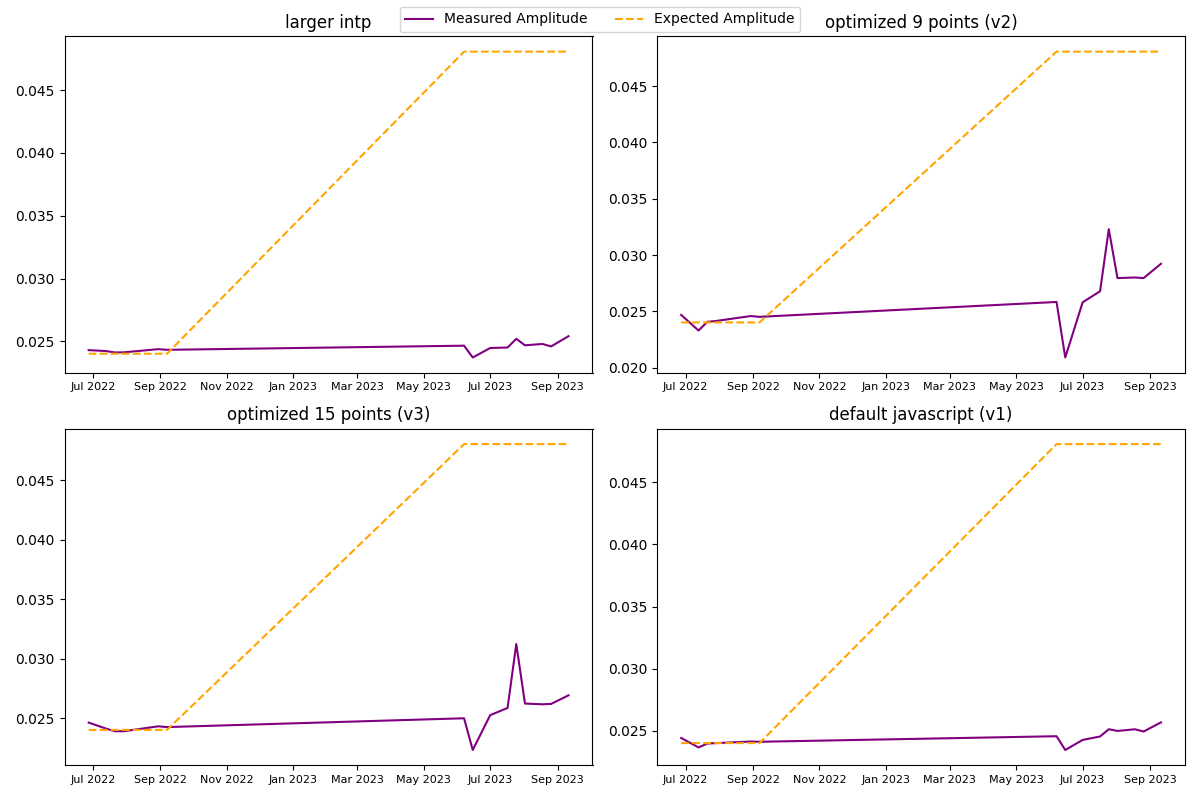 larger intp
Measured Amplitude
Expected Amplitude
optimized 9 points (v2)
0.045
0.040
0.035
0.030
0.025
Jul 2022 Sep 2022 Nov 2022 Jan 2023 Mar 2023 May 2023 Jul 2023 Sep 2023
0.045
0.040
0.035
0.030
0.025
0.020
Jul 2022 Sep 2022 Nov 2022 Jan 2023 Mar 2023 May 2023 Jul 2023 Sep 2023
optimized 15 points (v3)
0.045
0.040
0.035
0.030
0.025
Jul 2022 Sep 2022 Nov 2022 Jan 2023 Mar 2023 May 2023 Jul 2023 Sep 2023
default javascript (v1)
0.045
0.040
0.035
0.030
0.025
Jul 2022 Sep 2022 Nov 2022 Jan 2023 Mar 2023 May 2023 Jul 2023 Sep 2023